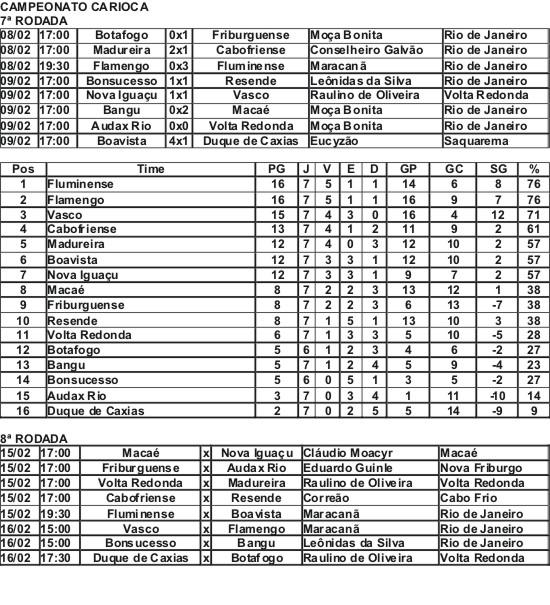 CAMPEONATO CARIOCA
7ª RODADA
08/02 17:00 Botafogo 0x1 Friburguense Moça Bonita Rio de Janeiro
08/02 17:00 Madureira 2x1 Cabofriense Conselheiro Galvão Rio de Janeiro
08/02 19:30 Flamengo 0x3 Fluminense Maracanã Rio de Janeiro
09/02 17:00 Bonsucesso 1x1 Resende Leônidas da Silva Rio de Janeiro
09/02 17:00 Nova Iguaçu 1x1 Vasco Raulino de Oliveira Volta Redonda
09/02 17:00 Bangu 0x2 Macaé Moça Bonita Rio de Janeiro
09/02 17:00 Audax Rio 0x0 Volta Redonda Moça Bonita Rio de Janeiro
09/02 17:00 Boavista 4x1 Duque de Caxias Eucyzão Saquarema
Pos Time PG J V E D GP GC SG %
1 Fluminense 16 7 5 1 1 14 6 8 76
2 Flamengo 16 7 5 1 1 16 9 7 76
3 Vasco 15 7 4 3 0 16 4 12 71
4 Cabofriense 13 7 4 1 2 11 9 2 61
5 Madureira 12 7 4 0 3 12 10 2 57
6 Boavista 12 7 3 3 1 12 10 2 57
7 Nova Iguaçu 12 7 3 3 1 9 7 2 57
8 Macaé 8 7 2 2 3 13 12 1 38
9 Friburguense 8 7 2 2 3 6 13 -7 38
10 Resende 8 7 1 5 1 13 10 3 38
11 Volta Redonda 6 7 1 3 3 5 10 -5 28
12 Botafogo 5 6 1 2 3 4 6 -2 27
13 Bangu 5 7 1 2 4 5 9 -4 23
14 Bonsucesso 5 6 0 5 1 3 5 -2 27
15 Audax Rio 3 7 0 3 4 1 11 -10 14
16 Duque de Caxias 2 7 0 2 5 5 14 -9 9
8ª RODADA
15/02 17:00 Macaé x Nova Iguaçu Cláudio Moacyr Macaé
15/02 17:00 Friburguense x Audax Rio Eduardo Guinle Nova Friburgo
15/02 17:00 Volta Redonda x Madureira Raulino de Oliveira Volta Redonda
15/02 17:00 Cabofriense x Resende Correão Cabo Frio
15/02 19:30 Fluminense x Boavista Maracanã Rio de Janeiro
16/02 15:00 Vasco x Flamengo Maracanã Rio de Janeiro
16/02 15:00 Bonsucesso x Bangu Leônidas da Silva Rio de Janeiro
16/02 17:30 Duque de Caxias x Botafogo Raulino de Oliveira Volta Redonda